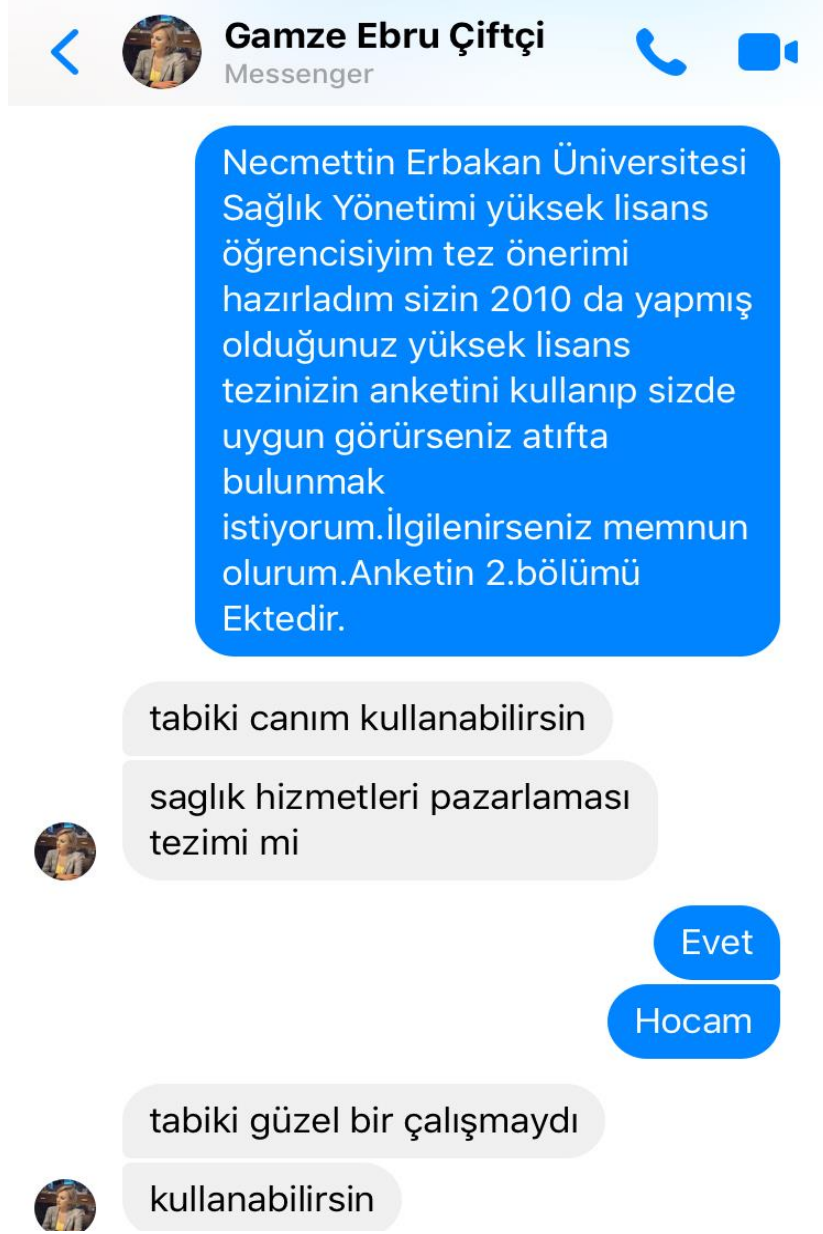 Gamze Ebru Çiftçi
Messenger
Necmettin Erbakan Üniversitesi
Sağlık Yönetimi yüksek lisans
öğrencisiyim tez önerimi
hazırladım sizin 2010 da yapmış
olduğunuz yüksek lisans
tezinizin anketini kullanıp sizde
uygun görürseniz atıfta
bulunmak
istiyorum.İlgilenirseniz memnun
olurum.Anketin 2.bölümü
Ektedir.
tabiki canım kullanabilirsin
saglık hizmetleri pazarlaması
tezimi mi
Evet
Hocam
tabiki güzel bir çalışmaydı
kullanabilirsin